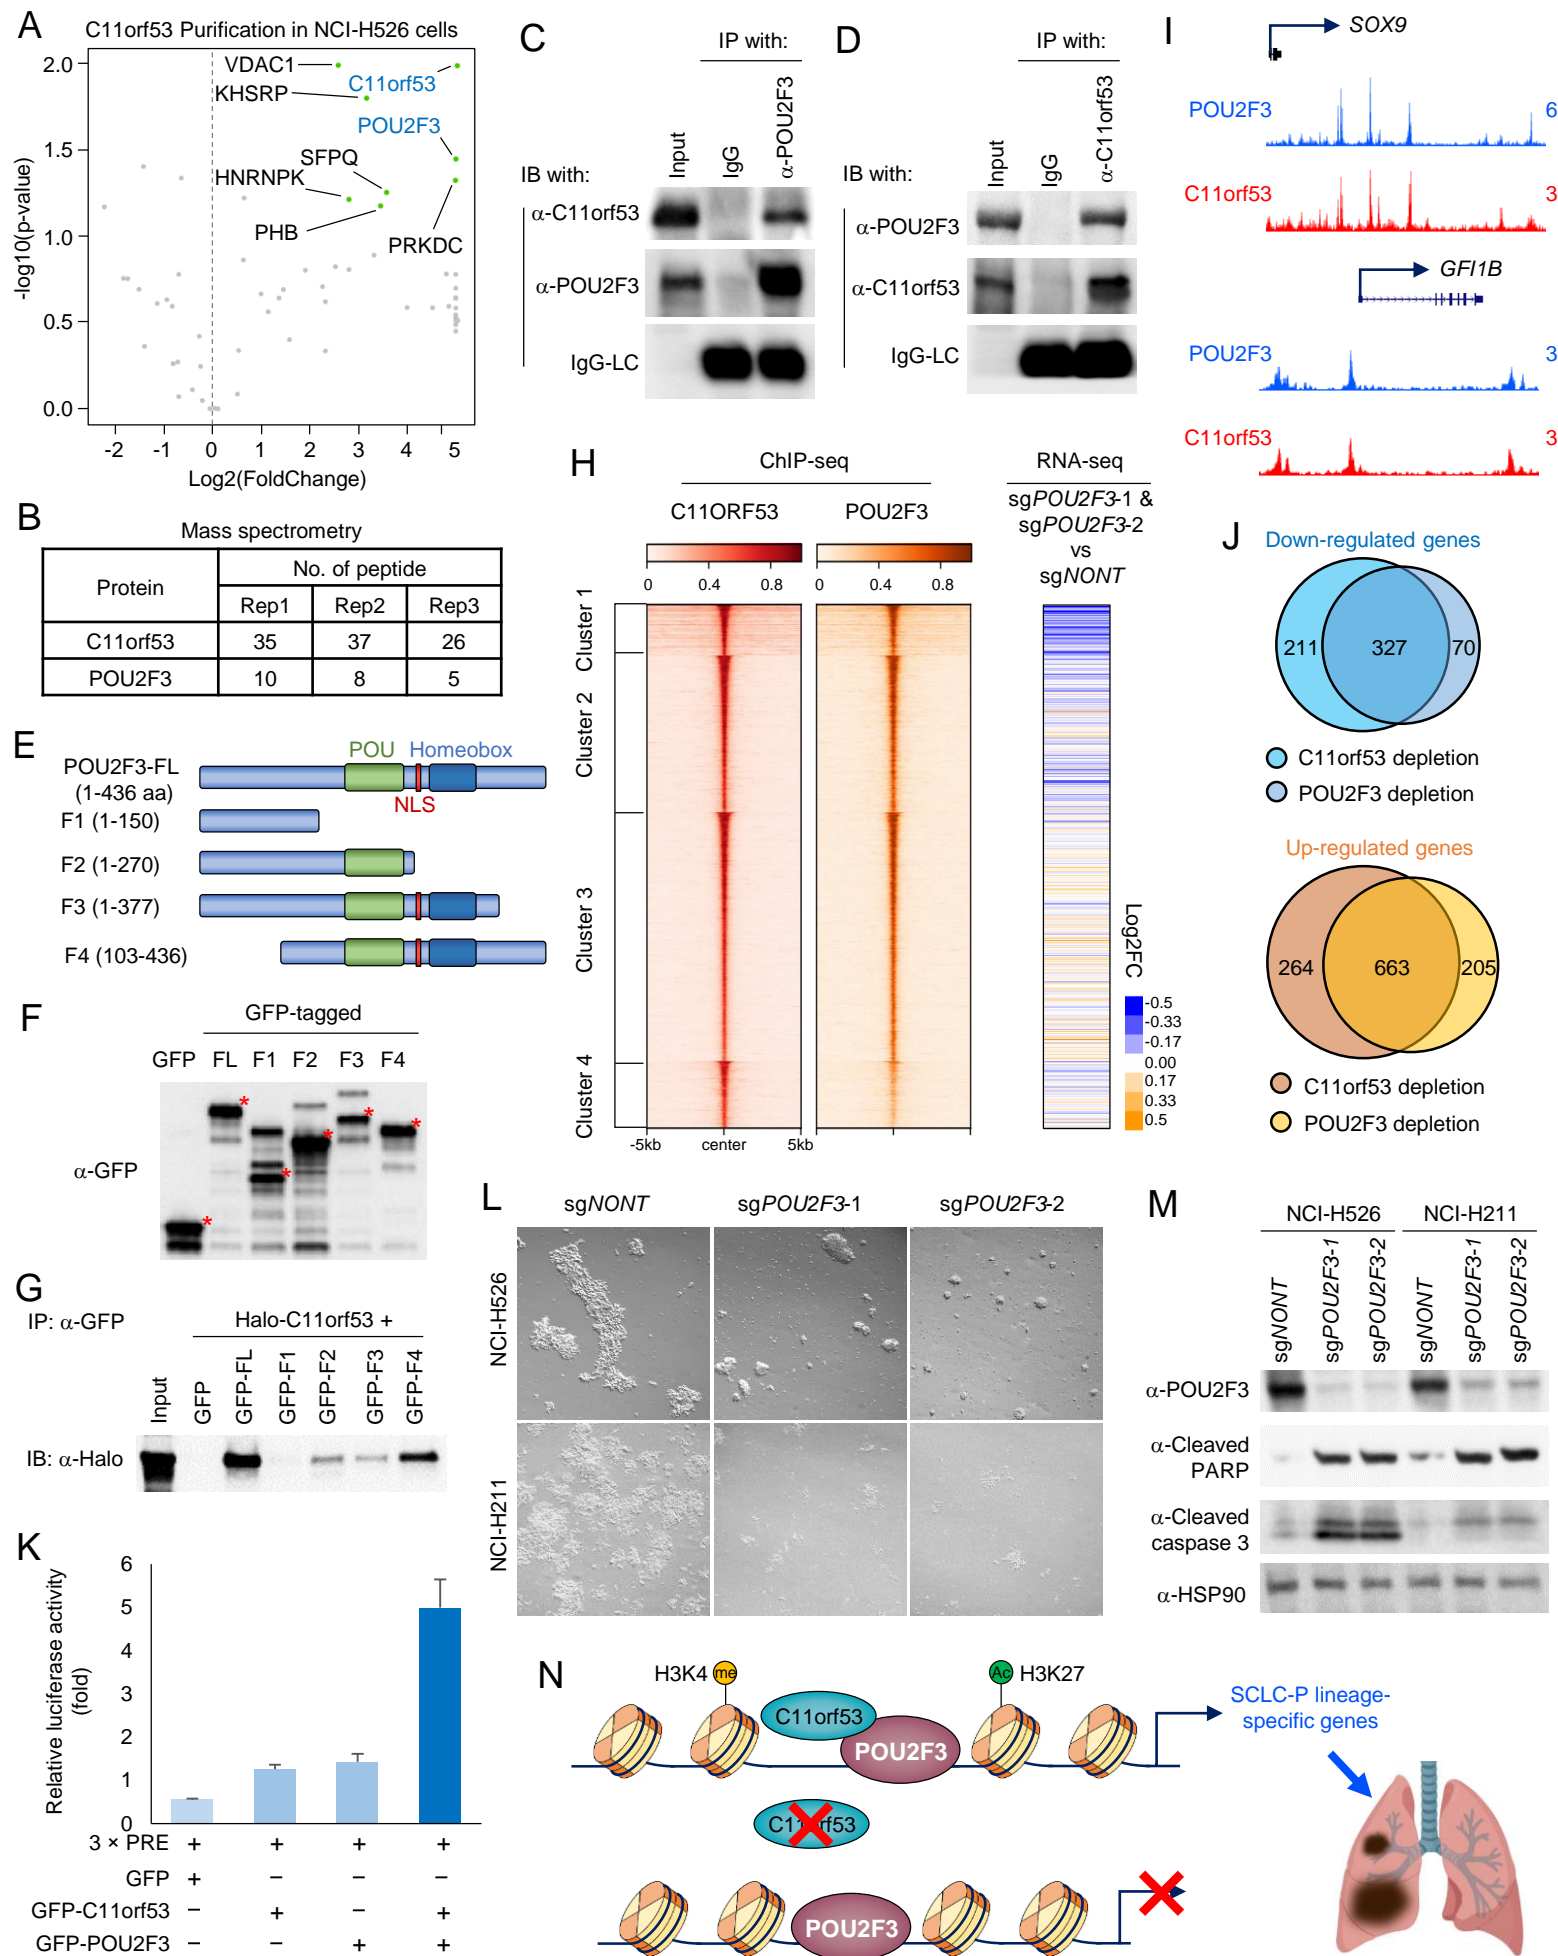 A
C11orf53 Purification in NCI-H526 cells
-log10(p-value)
2.0
1.5
1.0
0.5
0.0
VDAC1
C11orf53
KHSRP
POU2F3
SFPQ
HNRNPK
PHB
PRKDC
-2 -1 0 1 2 3 4 5
Log2(FoldChange)
B
Mass spectrometry
Protein
No. of peptide
Rep1 Rep2 Rep3
C11orf53 35 37 26
POU2F3 10 8 5
C
IP with:
Input IgG α-POU2F3
IB with:
α-C11orf53
α-POU2F3
IgG-LC
D
IP with:
Input IgG α-C11orf53
IB with:
α-POU2F3
α-C11orf53
IgG-LC
E
POU Homeobox
POU2F3-FL
(1-436 aa)
NLS
F1 (1-150)
F2 (1-270)
F3 (1-377)
F4 (103-436)
F
GFP-tagged
GFP FL F1 F2 F3 F4
α-GFP
* * * * * *
G
IP: α-GFP
Halo-C11orf53 +
Input GFP GFP-FL GFP-F1 GFP-F2 GFP-F3 GFP-F4
IB: α-Halo
H
ChIP-seq
RNA-seq
C11ORF53 POU2F3
sgPOU2F3-1 &
sgPOU2F3-2
vs
sgNONT
0 0.4 0.8
0 0.4 0.8
Cluster 1
Cluster 2
Cluster 3
Cluster 4
-5kb center 5kb
Log2FC
-0.5
-0.33
-0.17
0.00
0.17
0.33
0.5
I
SOX9
POU2F3 6
C11orf53 3
GFI1B
POU2F3 3
C11orf53 3
J
Down-regulated genes
211 327 70
C11orf53 depletion
POU2F3 depletion
Up-regulated genes
264 663 205
C11orf53 depletion
POU2F3 depletion
K
Relative luciferase activity
(fold)
6
5
4
3
2
1
0
3 × PRE + + + +
GFP + − − −
GFP-C11orf53 − + − +
GFP-POU2F3 − − + +
L
sgNONT sgPOU2F3-1 sgPOU2F3-2
NCI-H526
NCI-H211
M
NCI-H526 NCI-H211
sgNONT sgPOU2F3-1 sgPOU2F3-2 sgNONT sgPOU2F3-1 sgPOU2F3-2
α-POU2F3
α-Cleaved
PARP
α-Cleaved
caspase 3
α-HSP90
N
H3K4 me
Ac H3K27
C11orf53
POU2F3
SCLC-P lineage-
specific genes
C11orf53
POU2F3